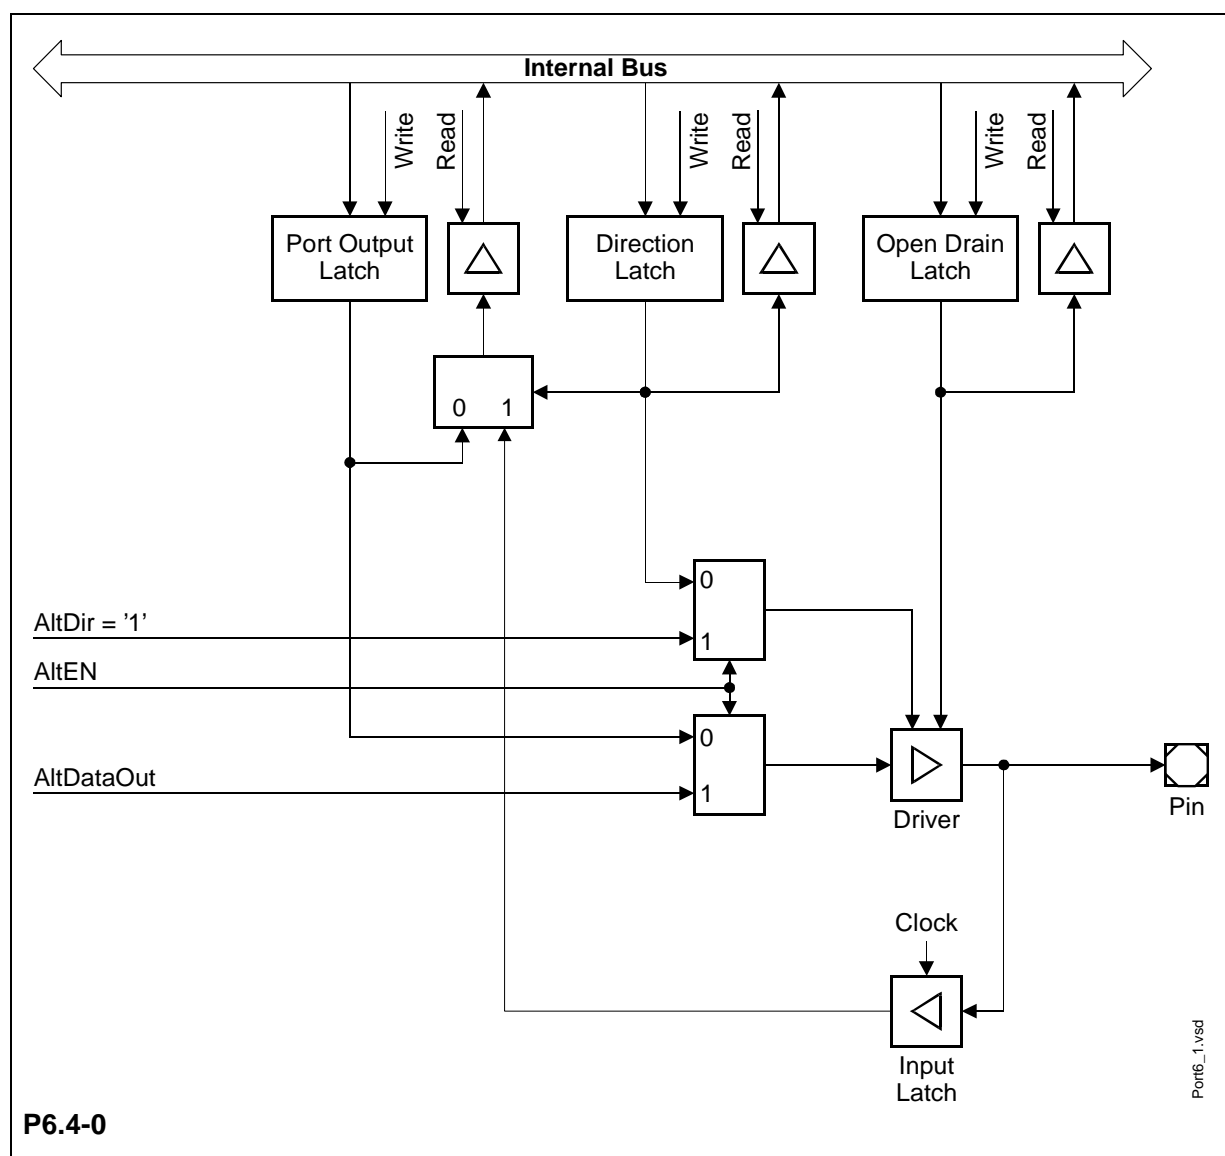 Internal Bus
Write
Read
Write
Read
Write
Read
Port Output
Latch
Direction
Latch
Open Drain
Latch
0 1
0
AltDir = '1'
1
AltEN
0
AltDataOut
1
Driver
Pin
Clock
Input
Latch
Port6_1.vsd
P6.4-0